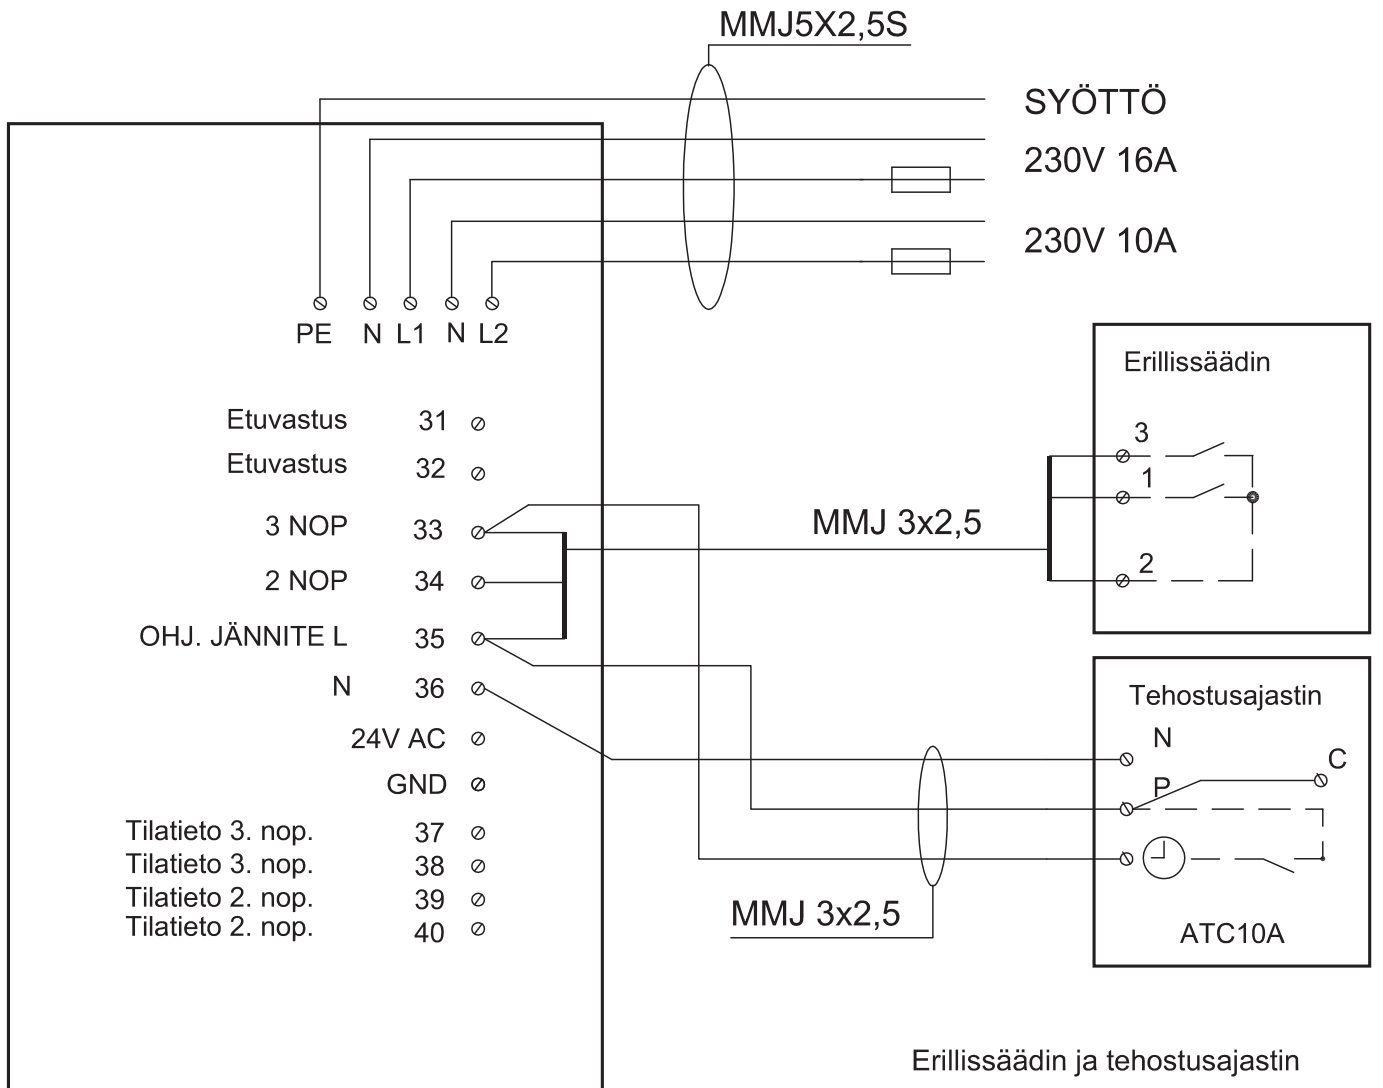 MMJ5X2,5S
SYÖTTÖ
230V 16A
230V 10A
PE N L1 N L2
Etuvastus 31
Etuvastus 32
3 NOP 33
2 NOP 34
OHJ. JÄNNITE L 35
N 36
24V AC
GND
Tilatieto 3. nop. 37
Tilatieto 3. nop. 38
Tilatieto 2. nop. 39
Tilatieto 2. nop. 40
MMJ 3x2,5
MMJ 3x2,5
Erillissäädin
3
1
2
Tehostusajastin
N
C
P
ATC10A
Erillissäädin ja tehostusajastin